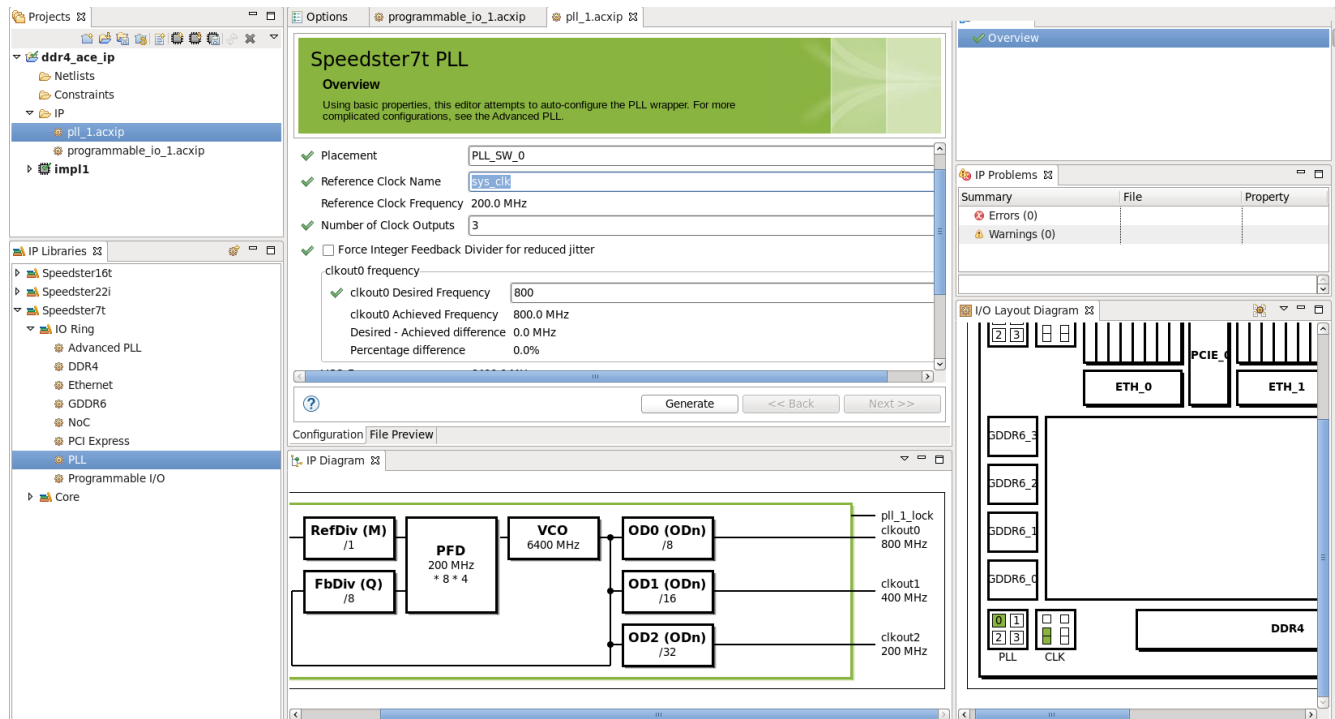 Projects
ddr4_ace_ip
Netlists
Constraints
IP
pll_1.acxip
programmable_io_1.acxip
impl1
IP Libraries
Speedster16t
Speedster22i
Speedster7t
IO Ring
Advanced PLL
DDR4
Ethernet
GDDR6
NoC
PCI Express
PLL
Programmable I/O
Core
Options
programmable_io_1.acxip
pll_1.acxip
Speedster7t PLL
Overview
Using basic properties, this editor attempts to auto-configure the PLL wrapper. For more
complicated configurations, see the Advanced PLL.
Placement PLL_SW_0
Reference Clock Name sys_clk
Reference Clock Frequency 200.0 MHz
Number of Clock Outputs 3
Force Integer Feedback Divider for reduced jitter
clkout0 frequency
clkout0 Desired Frequency 800
clkout0 Achieved Frequency 800.0 MHz
Desired - Achieved difference 0.0 MHz
Percentage difference 0.0%
Generate << Back Next >>
Configuration File Preview
IP Diagram
RefDiv (M)
/1
FbDiv (Q)
/8
PFD
200 MHz
* 8 * 4
VCO
6400 MHz
OD0 (ODn)
/8
OD1 (ODn)
/16
OD2 (ODn)
/32
pll_1_lock
clkout0
800 MHz
clkout1
400 MHz
clkout2
200 MHz
Overview
IP Problems
Summary File Property
Errors (0)
Warnings (0)
I/O Layout Diagram
2 3
PCIE_0
ETH_0
ETH_1
GDDR6_3
GDDR6_2
GDDR6_1
GDDR6_0
0 1
2 3
PLL
CLK
DDR4